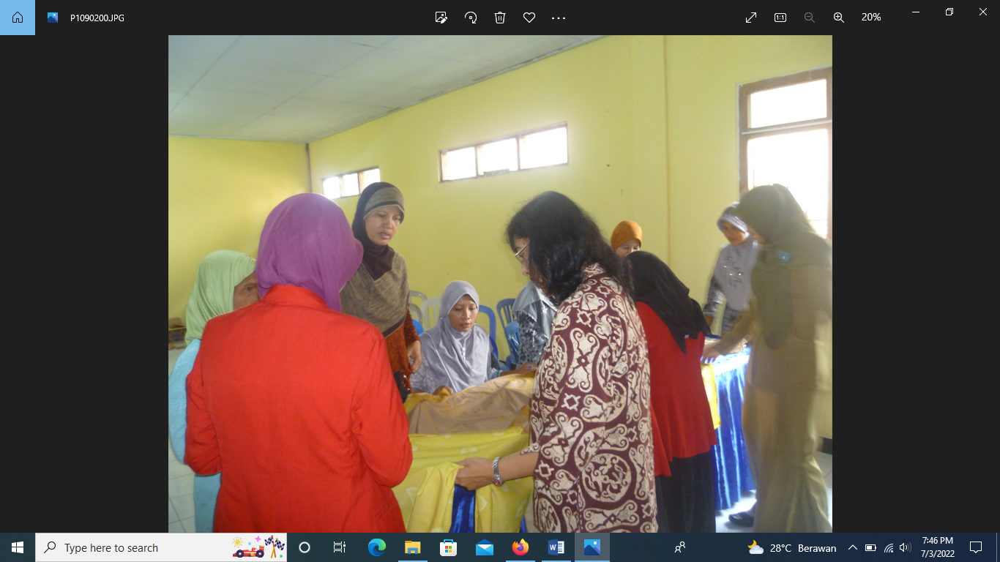 P1090200.JPG
20%
Type here to search
28°C Berawan
7:46 PM
7/3/2022